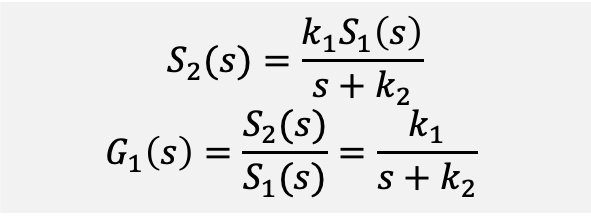 S₂(s) = k₁S₁(s) / (s + k₂)
G₁(s) = S₂(s) / S₁(s) = k₁ / (s + k₂)